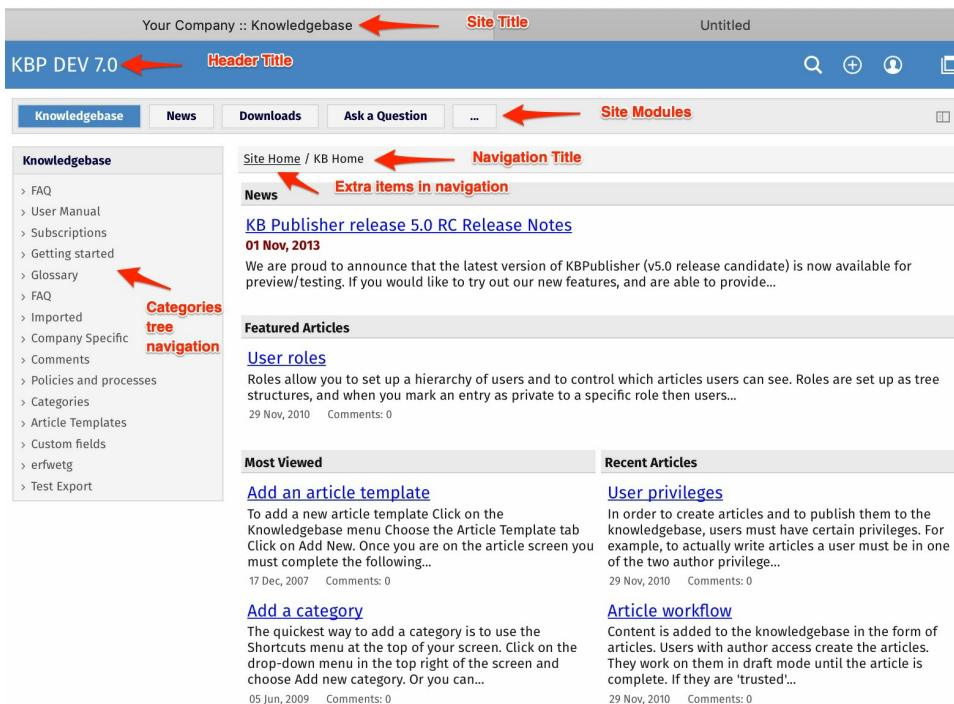 Your Company :: Knowledgebase
Site Title
Untitled
KBP DEV 7.0
Header Title
Knowledgebase
News
Downloads
Ask a Question
...
Site Modules
Knowledgebase
> FAQ
> User Manual
> Subscriptions
> Getting started
> Glossary
> FAQ
> Imported
> Company Specific
> Comments
> Policies and processes
> Categories
> Article Templates
> Custom fields
> erfwetg
> Test Export
Categories
tree
navigation
Site Home / KB Home
Navigation Title
Extra items in navigation
News
KB Publisher release 5.0 RC Release Notes
01 Nov, 2013
We are proud to announce that the latest version of KBPublisher (v5.0 release candidate) is now available for
preview/testing. If you would like to try out our new features, and are able to provide...
Featured Articles
User roles
Roles allow you to set up a hierarchy of users and to control which articles users can see. Roles are set up as tree
structures, and when you mark an entry as private to a specific role then users...
29 Nov, 2010 Comments: 0
Most Viewed
Add an article template
To add a new article template Click on the
Knowledgebase menu Choose the Article Template tab
Click on Add New. Once you are on the article screen you
must complete the following...
17 Dec, 2007 Comments: 0
Add a category
The quickest way to add a category is to use the
Shortcuts menu at the top of your screen. Click on the
drop-down menu in the top right of the screen and
choose Add new category. Or you can...
05 Jun, 2009 Comments: 0
Recent Articles
User privileges
In order to create articles and to publish them to the
knowledgebase, users must have certain privileges. For
example, to actually write articles a user must be in one
of the two author privilege...
29 Nov, 2010 Comments: 0
Article workflow
Content is added to the knowledgebase in the form of
articles. Users with author access create the articles.
They work on them in draft mode until the article is
complete. If they are 'trusted'...
29 Nov, 2010 Comments: 0